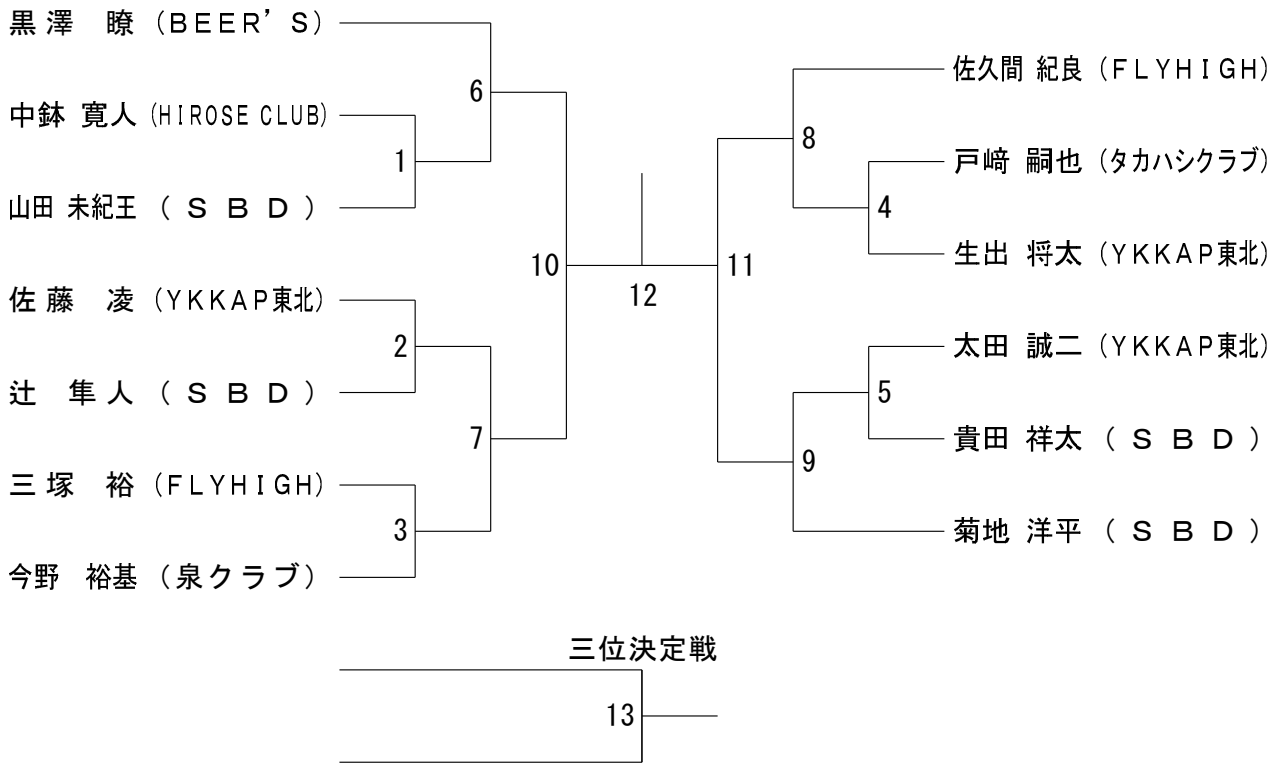 黒澤 瞭 （ＢＥＥＲ’Ｓ）
6
中鉢 寛人 (HIROSE CLUB)
1
山田 未紀王 （ＳＢＤ）
10
佐藤 凌 （ＹＫＫＡＰ東北）
2
辻 隼人 （ＳＢＤ）
7
三塚 裕 （ＦＬＹＨＩＧＨ）
3
今野 裕基 （泉クラブ）
12
佐久間 紀良 （ＦＬＹＨＩＧＨ）
8
戸﨑 嗣也 （タカハシクラブ）
4
生出 将太 （ＹＫＫＡＰ東北）
11
太田 誠二 （ＹＫＫＡＰ東北）
5
貴田 祥太 （ＳＢＤ）
9
菊地 洋平 （ＳＢＤ）
三位決定戦
13